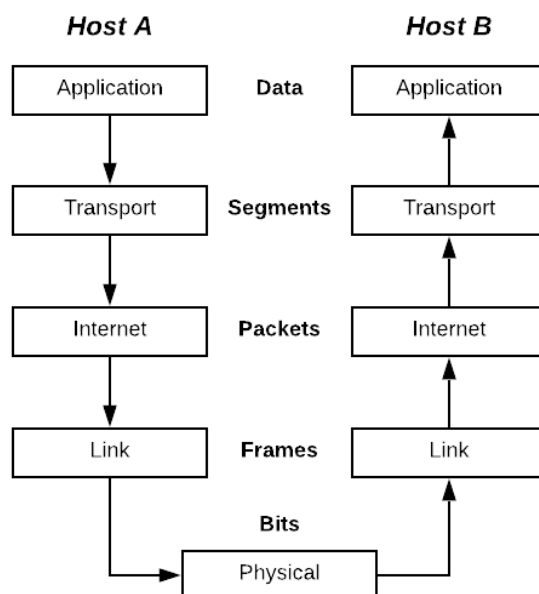 Host A Host B
Application Data Application
Transport Segments Transport
Internet Packets Internet
Link Frames Link
Bits
Physical